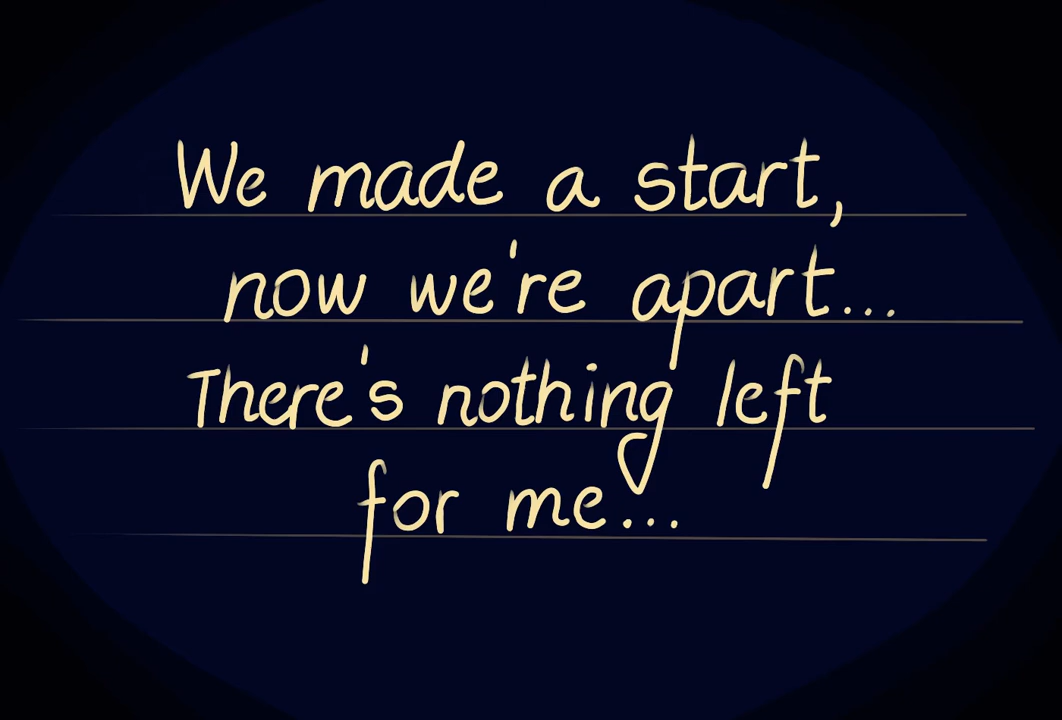 We made a start,
now we're apart...
There's nothing left
for me...